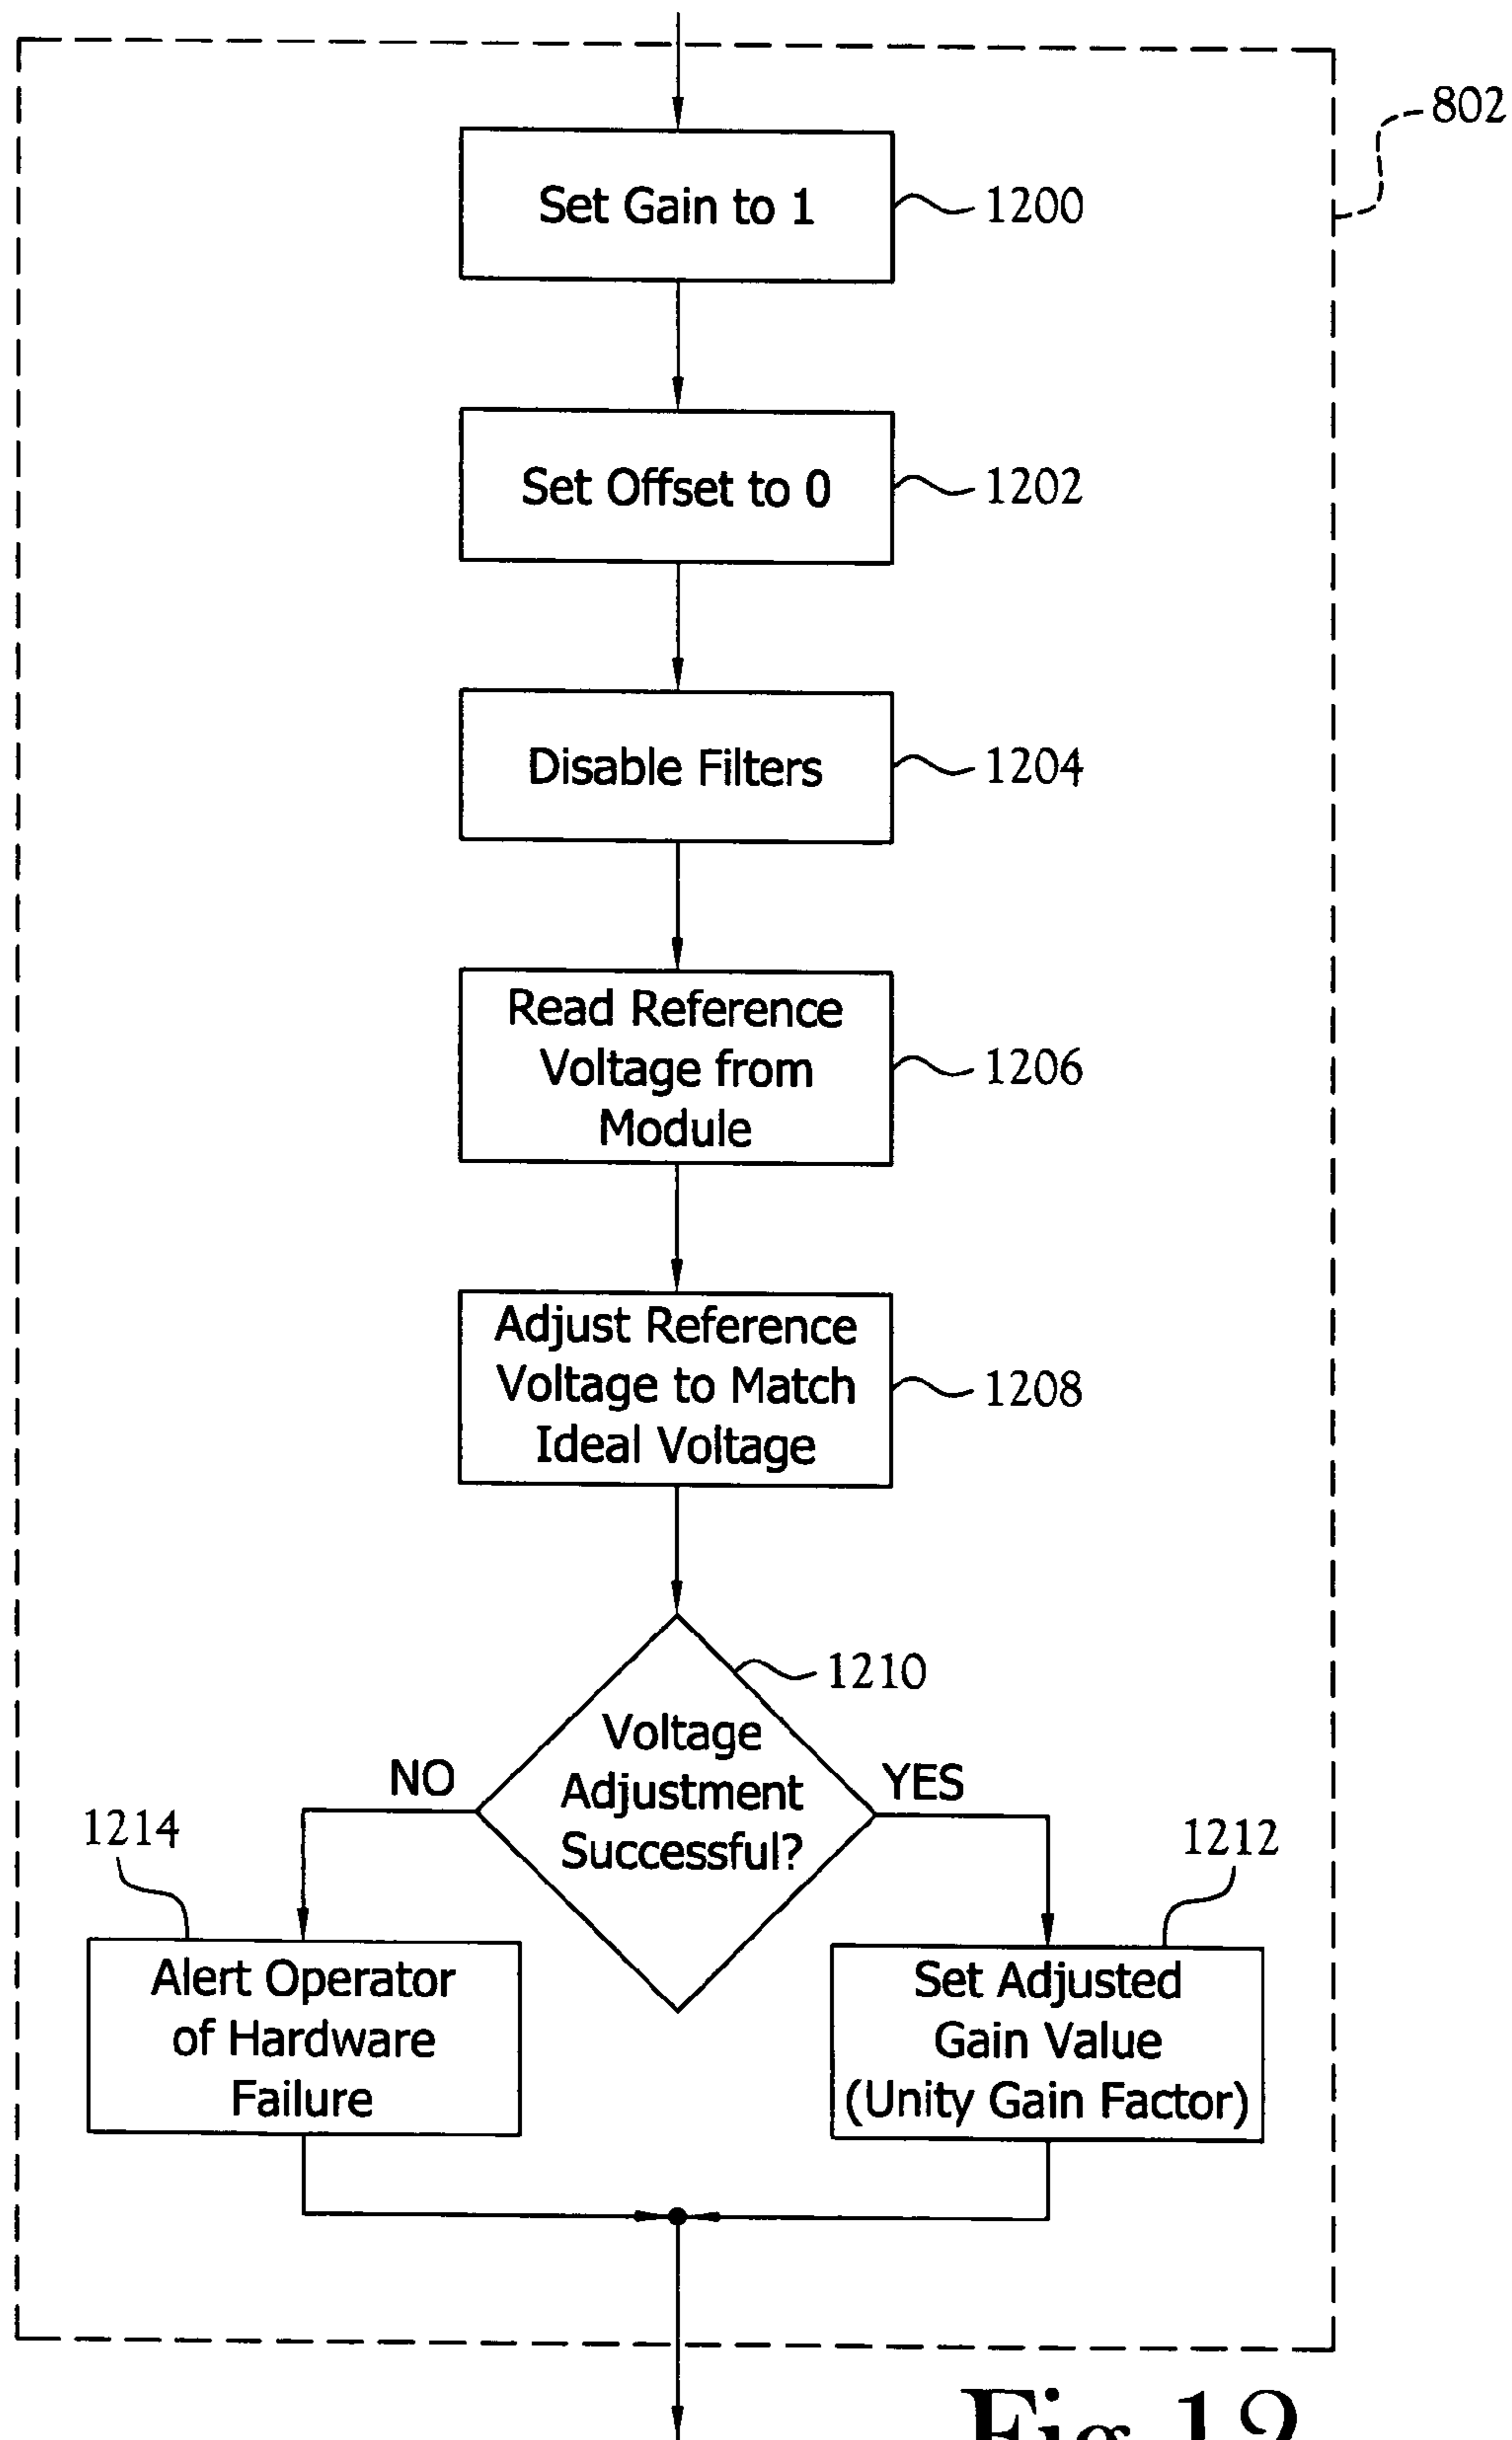 802
Set Gain to 1
1200
Set Offset to 0
1202
Disable Filters
1204
Read Reference
Voltage from
Module
1206
Adjust Reference
Voltage to Match
Ideal Voltage
1208
1210
Voltage
Adjustment
Successful?
NO
YES
1214
1212
Alert Operator
of Hardware
Failure
Set Adjusted
Gain Value
(Unity Gain Factor)
Fig.12